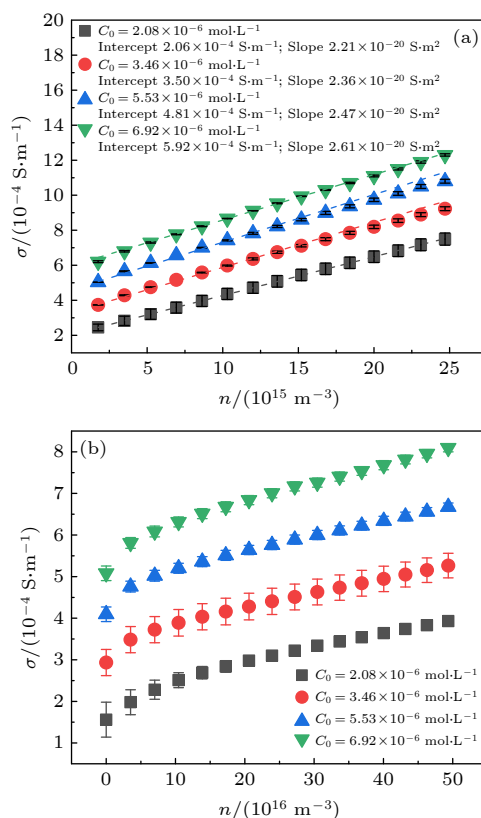 (a)
C₀ = 2.08×10⁻⁶ mol·L⁻¹
Intercept 2.06×10⁻⁴ S·m⁻¹; Slope 2.21×10⁻²⁰ S·m²
C₀ = 3.46×10⁻⁶ mol·L⁻¹
Intercept 3.50×10⁻⁴ S·m⁻¹; Slope 2.36×10⁻²⁰ S·m²
C₀ = 5.53×10⁻⁶ mol·L⁻¹
Intercept 4.81×10⁻⁴ S·m⁻¹; Slope 2.47×10⁻²⁰ S·m²
C₀ = 6.92×10⁻⁶ mol·L⁻¹
Intercept 5.92×10⁻⁴ S·m⁻¹; Slope 2.61×10⁻²⁰ S·m²
σ/(10⁻⁴ S·m⁻¹)
20
18
16
14
12
10
8
6
4
2
0 5 10 15 20 25
n/(10¹⁵ m⁻³)
(b)
σ/(10⁻⁴ S·m⁻¹)
8
7
6
5
4
3
2
1
C₀ = 2.08×10⁻⁶ mol·L⁻¹
C₀ = 3.46×10⁻⁶ mol·L⁻¹
C₀ = 5.53×10⁻⁶ mol·L⁻¹
C₀ = 6.92×10⁻⁶ mol·L⁻¹
0 10 20 30 40 50
n/(10¹⁶ m⁻³)